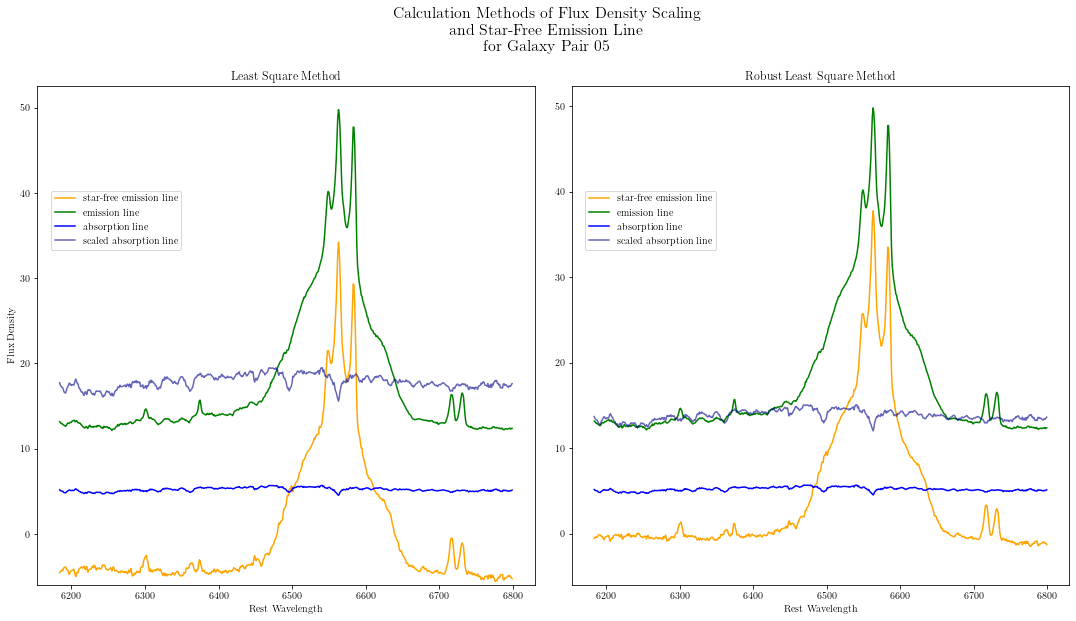 Calculation Methods of Flux Density Scaling
and Star-Free Emission Line
for Galaxy Pair 05
Least Square Method
50
40
30
20
10
0
Flux Density
star-free emission line
emission line
absorption line
scaled absorption line
6200
6300
6400
6500
6600
6700
6800
Rest Wavelength
Robust Least Square Method
50
40
30
20
10
0
star-free emission line
emission line
absorption line
scaled absorption line
6200
6300
6400
6500
6600
6700
6800
Rest Wavelength